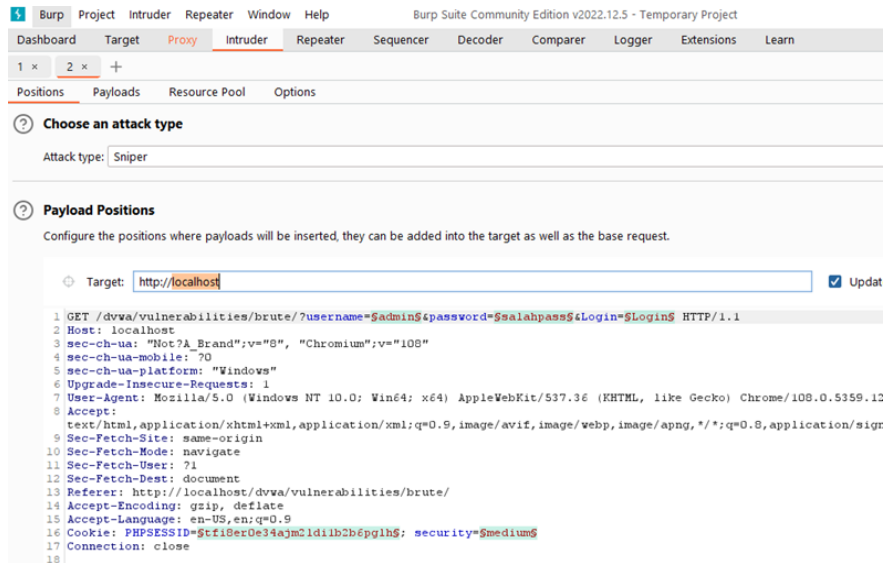 Burp Project Intruder Repeater Window Help Burp Suite Community Edition v2022.12.5 - Temporary Project
Dashboard Target Proxy Intruder Repeater Sequencer Decoder Comparer Logger Extensions Learn
1 × 2 × +
Positions Payloads Resource Pool Options
? Choose an attack type
Attack type: Sniper
? Payload Positions
Configure the positions where payloads will be inserted, they can be added into the target as well as the base request.
Target: http://localhost Updat
1 GET /dvwa/vulnerabilities/brute/?username=§admin§&password=§salahpass§&Login=§Login§ HTTP/1.1
2 Host: localhost
3 sec-ch-ua: "Not?A_Brand";v="8", "Chromium";v="108"
4 sec-ch-ua-mobile: ?0
5 sec-ch-ua-platform: "Windows"
6 Upgrade-Insecure-Requests: 1
7 User-Agent: Mozilla/5.0 (Windows NT 10.0; Win64; x64) AppleWebKit/537.36 (KHTML, like Gecko) Chrome/108.0.5359.12
8 Accept:
text/html,application/xhtml+xml,application/xml;q=0.9,image/avif,image/webp,image/apng,*/*;q=0.8,application/sign
9 Sec-Fetch-Site: same-origin
10 Sec-Fetch-Mode: navigate
11 Sec-Fetch-User: ?1
12 Sec-Fetch-Dest: document
13 Referer: http://localhost/dvwa/vulnerabilities/brute/
14 Accept-Encoding: gzip, deflate
15 Accept-Language: en-US,en;q=0.9
16 Cookie: PHPSESSID=§tfi8er0e34ajm21di1b2b6pg1h§; security=§medium§
17 Connection: close
18